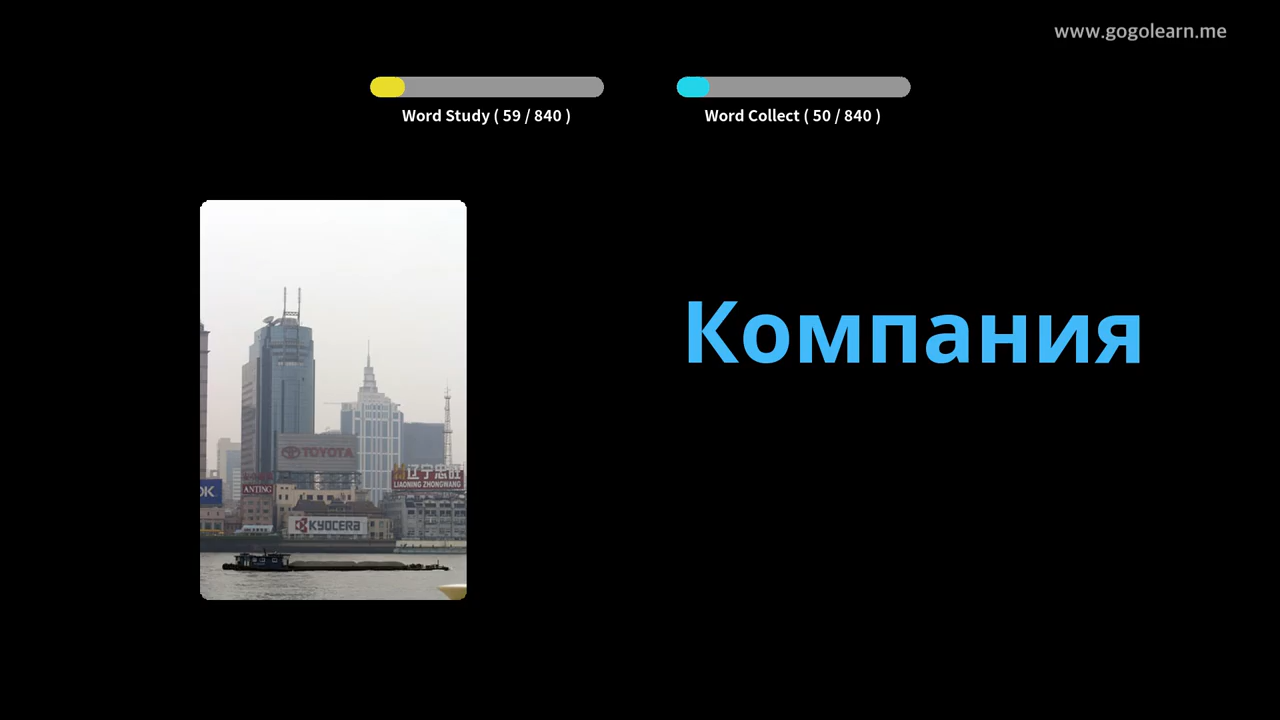 www.gogolearn.me
Word Study ( 59 / 840 )
Word Collect ( 50 / 840 )
Компания
TOYOTA
辽宁忠旺
LIAONING ZHONGWANG
OK
ANTING
KYOCERA